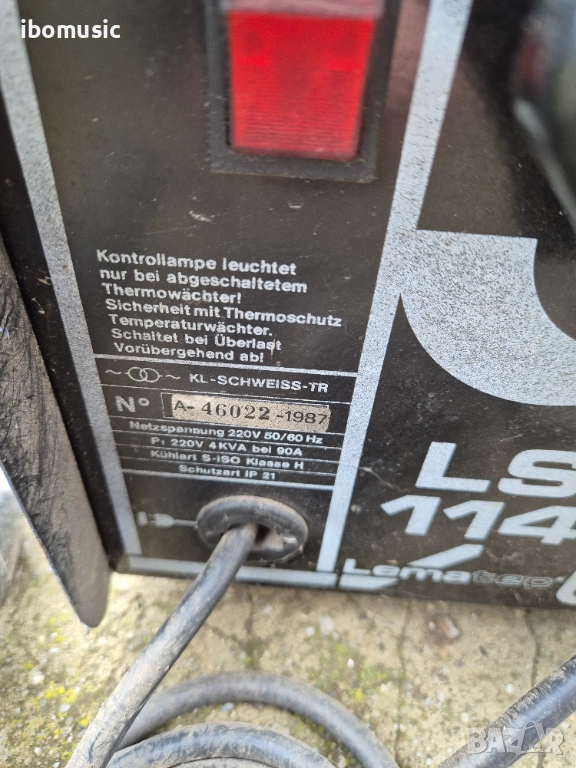 ibomusic
Kontrollampe leuchtet
nur bei abgeschaltetem
Thermowächter!
Sicherheit mit Thermoschutz
Temperaturwächter.
Schaltet bei Überlast
Vorübergehend ab!
KL-SCHWEISS-TR
Nº A-46022-1987
Netzspannung 220V 50/60 Hz
P₁ 220V 4KVA bei 90A
Kühlart S-ISO Klasse H
Schutzart IP 21
LS
114
Lematec
BAZAR